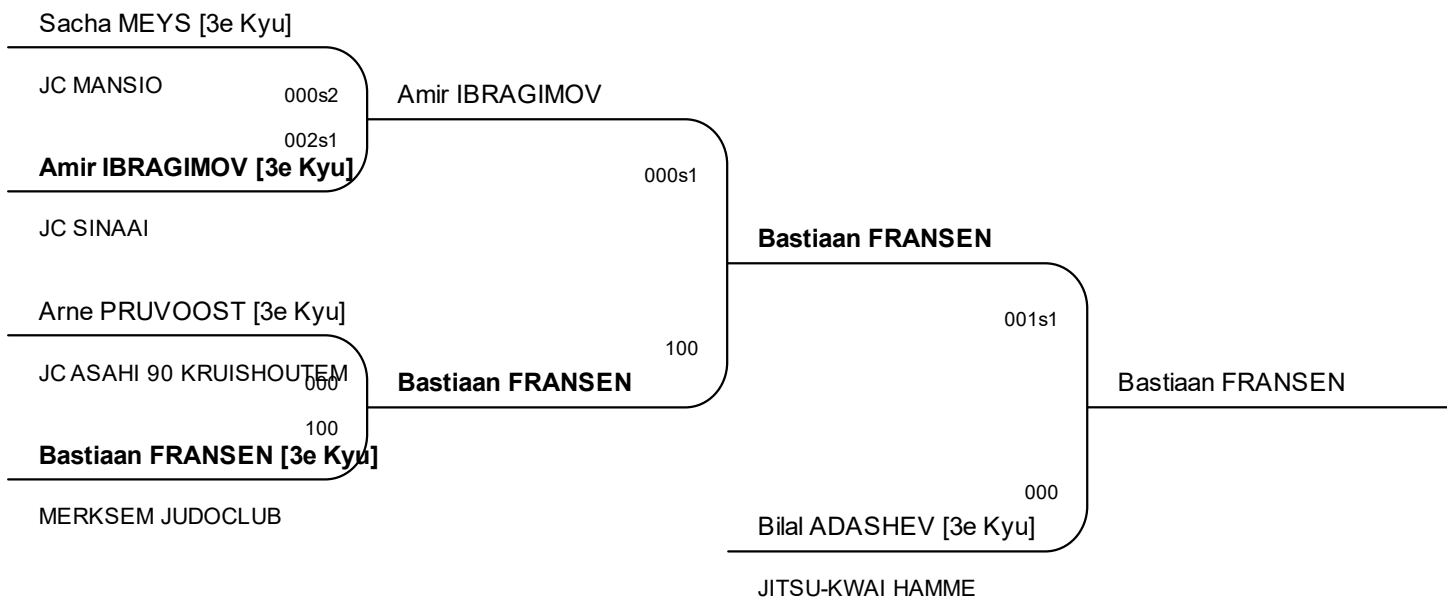 Sacha MEYS [3e Kyu]
JC MANSIO
000s2
002s1
Amir IBRAGIMOV [3e Kyu]
JC SINAAI
Arne PRUVOOST [3e Kyu]
JC ASAHI 90 KRUISHOUTEM
000
100
Bastiaan FRANSEN [3e Kyu]
MERKSEM JUDOCLUB
Amir IBRAGIMOV
000s1
100
Bastiaan FRANSEN
Bastiaan FRANSEN
001s1
000
Bilal ADASHEV [3e Kyu]
JITSU-KWAI HAMME
Bastiaan FRANSEN